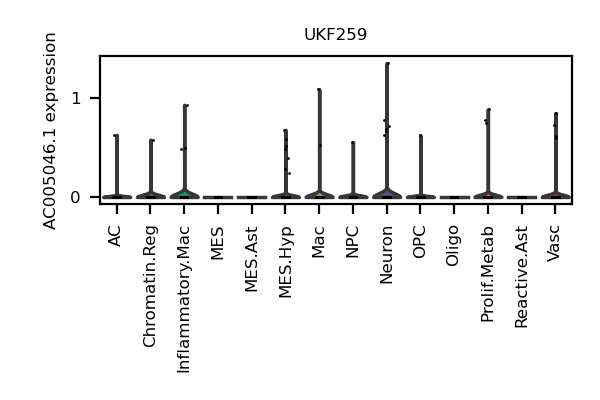 UKF259
AC005046.1 expression
1
0
AC
Chromatin.Reg
Inflammatory.Mac
MES
MES.Ast
MES.Hyp
Mac
NPC
Neuron
OPC
Oligo
Prolif.Metab
Reactive.Ast
Vasc